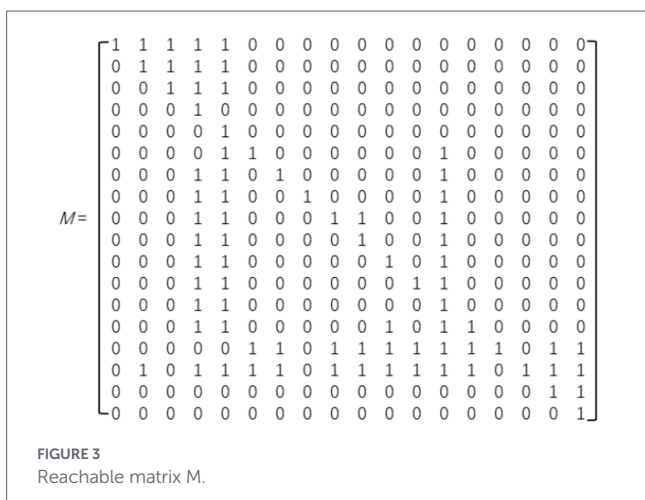 1 1 1 1 1 0 0 0 0 0 0 0 0 0 0 0 0 0
0 1 1 1 1 0 0 0 0 0 0 0 0 0 0 0 0 0
0 0 1 1 1 0 0 0 0 0 0 0 0 0 0 0 0 0
0 0 0 1 0 0 0 0 0 0 0 0 0 0 0 0 0 0
0 0 0 0 1 0 0 0 0 0 0 0 0 0 0 0 0 0
0 0 0 0 1 1 0 0 0 0 0 0 1 0 0 0 0 0
0 0 0 1 1 0 1 0 0 0 0 0 1 0 0 0 0 0
0 0 0 1 1 0 0 1 0 0 0 0 1 0 0 0 0 0
M= 0 0 0 1 1 0 0 0 1 1 0 0 1 0 0 0 0 0
0 0 0 1 1 0 0 0 0 1 0 0 1 0 0 0 0 0
0 0 0 1 1 0 0 0 0 0 1 0 1 0 0 0 0 0
0 0 0 1 1 0 0 0 0 0 0 1 1 0 0 0 0 0
0 0 0 1 1 0 0 0 0 0 0 0 1 0 0 0 0 0
0 0 0 1 1 0 0 0 0 0 1 0 1 1 0 0 0 0
0 0 0 0 0 1 1 0 1 1 1 1 1 1 1 0 1 1
0 1 0 1 1 1 1 0 1 1 1 1 1 1 0 1 1 1
0 0 0 0 0 0 0 0 0 0 0 0 0 0 0 0 1 1
0 0 0 0 0 0 0 0 0 0 0 0 0 0 0 0 0 1
FIGURE 3
Reachable matrix M.